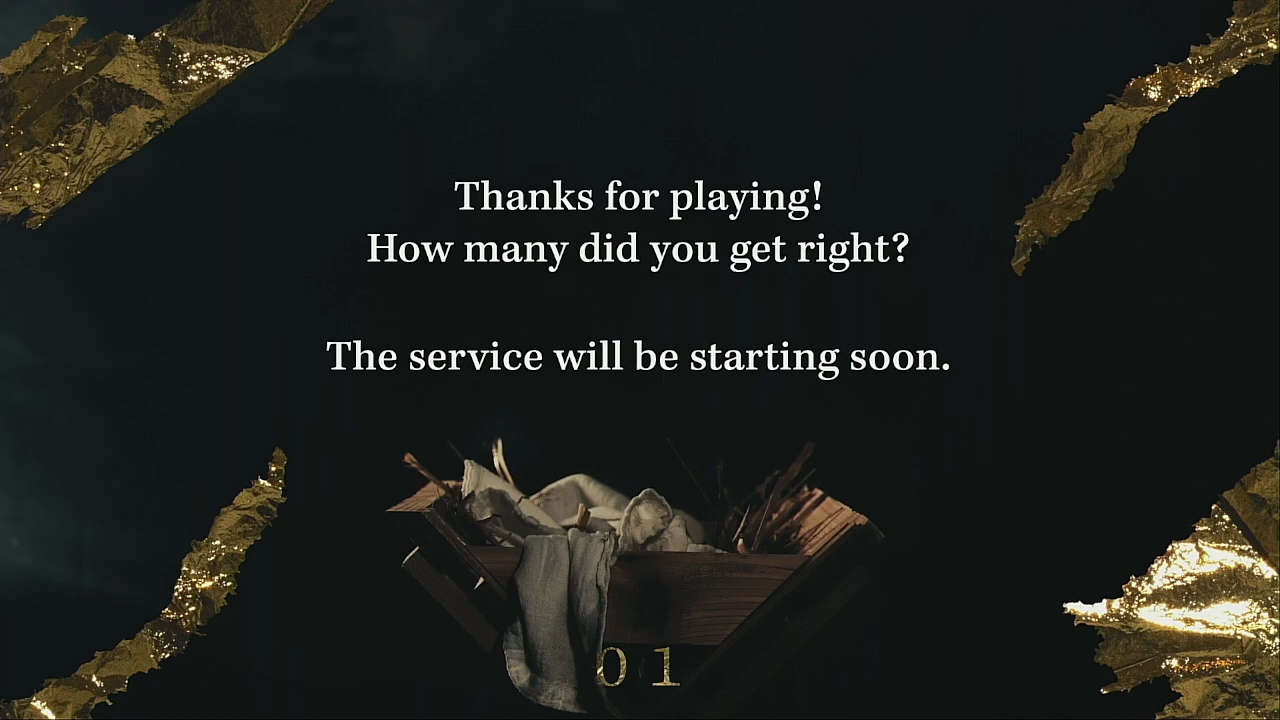 Thanks for playing!
How many did you get right?
The service will be starting soon.
01